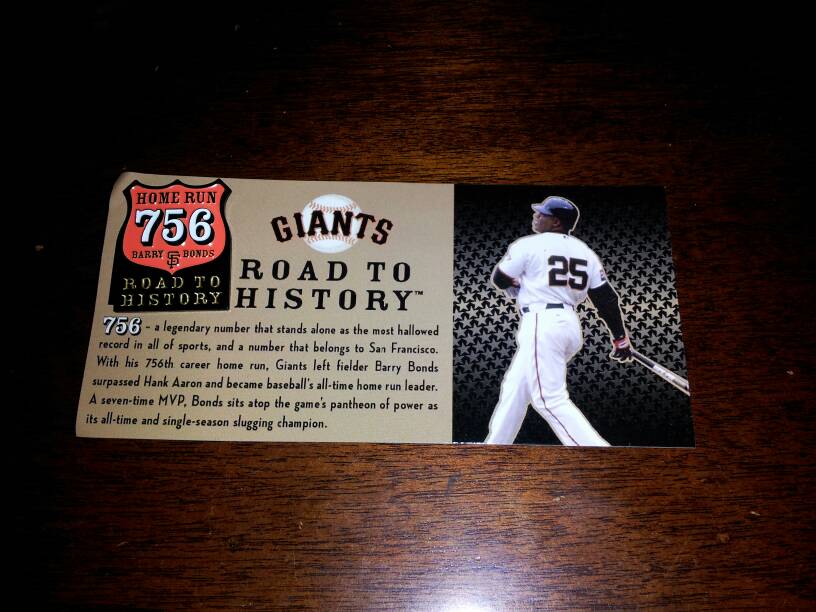 HOME RUN
756
BARRY SF BONDS
ROAD TO
HISTORY
GIANTS
ROAD TO
HISTORY™
756 - a legendary number that stands alone as the most hallowed
record in all of sports, and a number that belongs to San Francisco.
With his 756th career home run, Giants left fielder Barry Bonds
surpassed Hank Aaron and became baseball's all-time home run leader.
A seven-time MVP, Bonds sits atop the game's pantheon of power as
its all-time and single-season slugging champion.
25